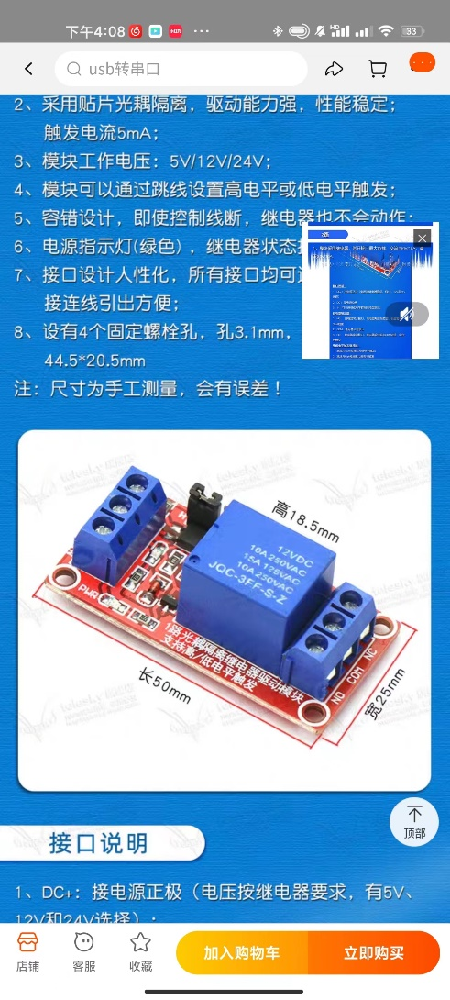 下午4:08
HD
33
usb转串口
2、采用贴片光耦隔离，驱动能力强，性能稳定；
触发电流5mA；
3、模块工作电压：5V/12V/24V；
4、模块可以通过跳线设置高电平或低电平触发；
5、容错设计，即使控制线断，继电器也不会动作；
6、电源指示灯(绿色)，继电器状态
7、接口设计人性化，所有接口均可
接连线引出方便；
8、设有4个固定螺栓孔，孔3.1mm，
44.5*20.5mm
注：尺寸为手工测量，会有误差！
高18.5mm
12VDC
10A 250VAC
15A 125VAC
10A 250VAC
JQC-3FF-S-Z
PWR
1路光耦隔离继电器驱动模块
支持高/低电平触发
NO COM NC
长50mm
宽25mm
顶部
接口说明
1、DC+：接电源正极（电压按继电器要求，有5V、
12V和24V选择）；
店铺
客服
收藏
加入购物车
立即购买